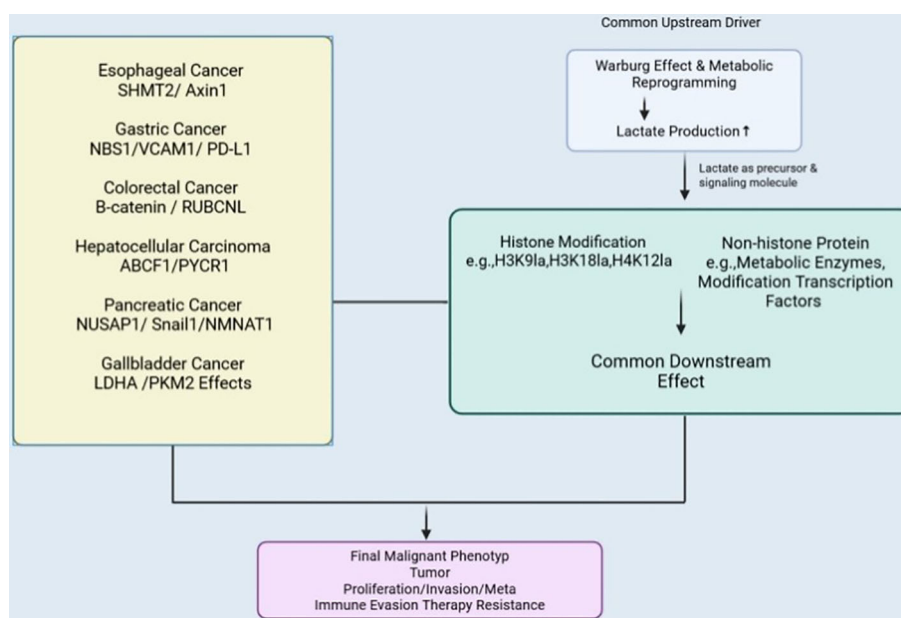 Common Upstream Driver
Esophageal Cancer
SHMT2/ Axin1
Gastric Cancer
NBS1/VCAM1/ PD-L1
Colorectal Cancer
B-catenin / RUBCNL
Hepatocellular Carcinoma
ABCF1/PYCR1
Pancreatic Cancer
NUSAP1/ Snail1/NMNAT1
Gallbladder Cancer
LDHA /PKM2 Effects
Warburg Effect & Metabolic
Reprogramming
Lactate Production↑
Lactate as precursor &
signaling molecule
Histone Modification
e.g.,H3K9la,H3K18la,H4K12la
Non-histone Protein
e.g.,Metabolic Enzymes,
Modification Transcription
Factors
Common Downstream
Effect
Final Malignant Phenotyp
Tumor
Proliferation/Invasion/Meta
Immune Evasion Therapy Resistance